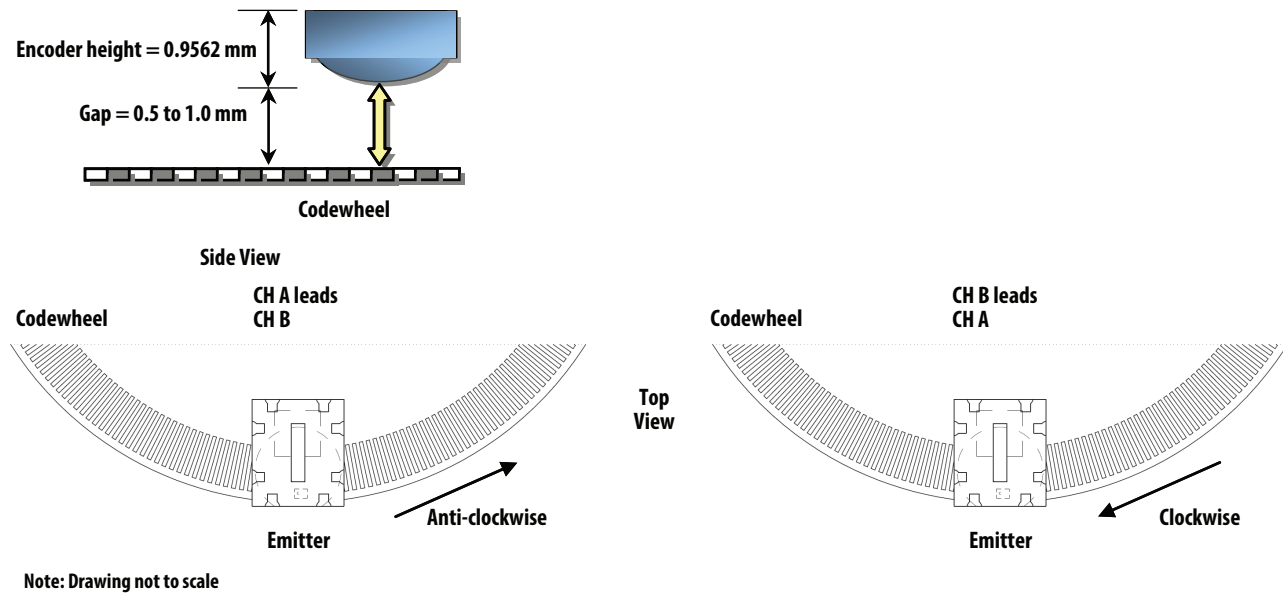 Encoder height = 0.9562 mm
Gap = 0.5 to 1.0 mm
Codewheel
Side View
CH A leads
CH B
Codewheel
Anti-clockwise
Emitter
Top
View
CH B leads
CH A
Codewheel
Clockwise
Emitter
Note: Drawing not to scale